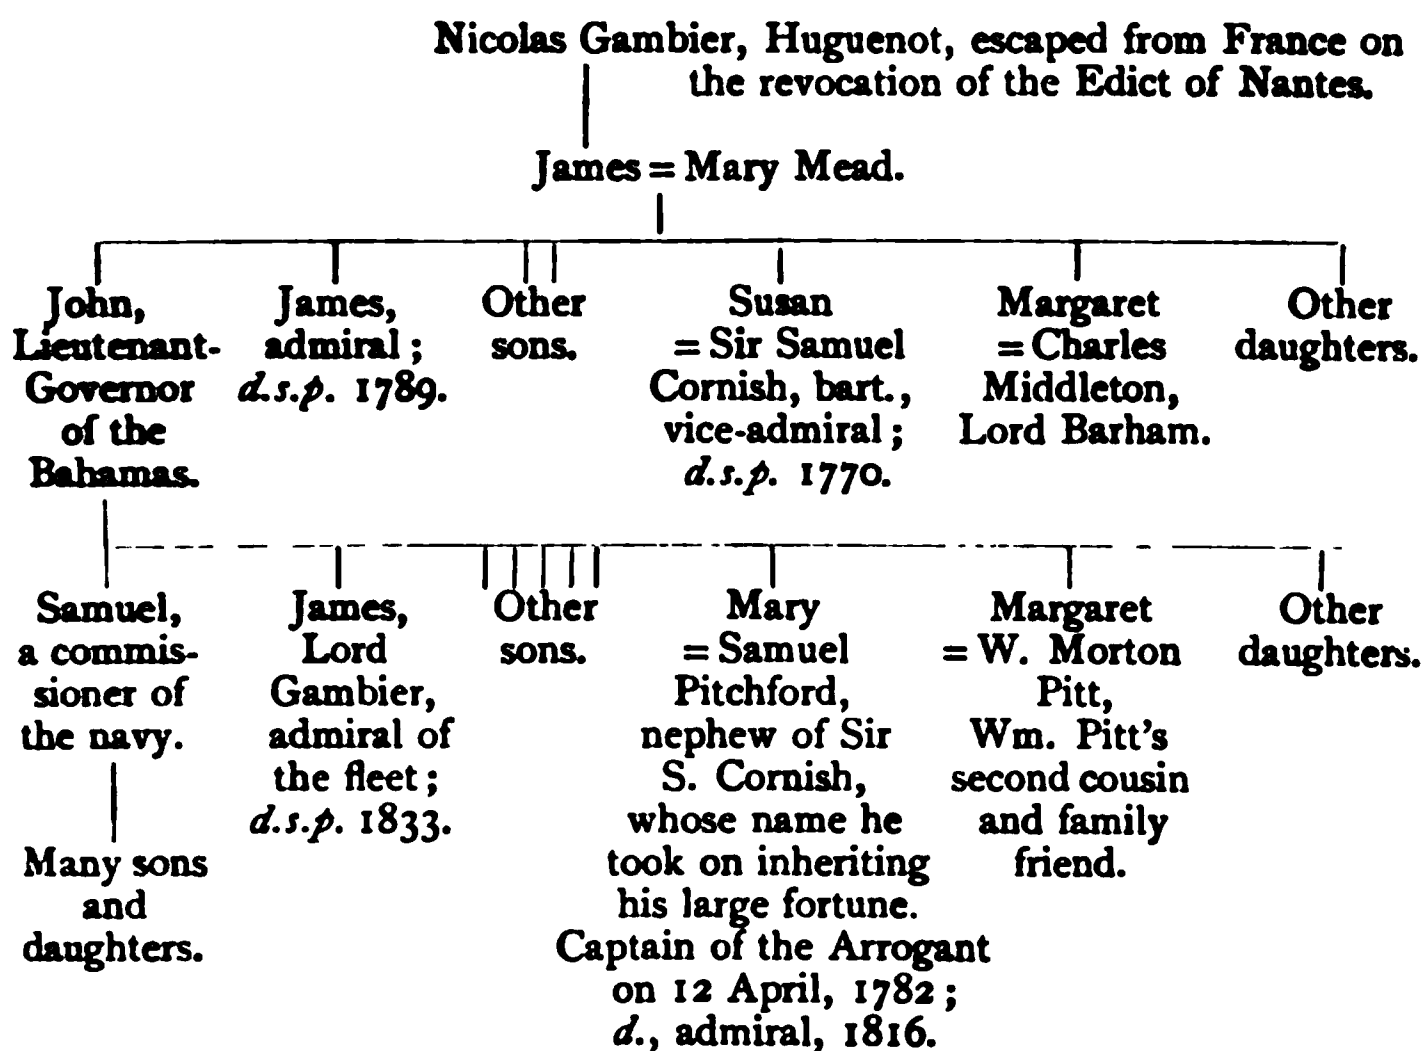 Nicolas Gambier, Huguenot, escaped from France on
the revocation of the Edict of Nantes.
James = Mary Mead.
John,
Lieutenant-
Governor
of the
Bahamas.
James,
admiral ;
d.s.p. 1789.
Other
sons.
Susan
= Sir Samuel
Cornish, bart.,
vice-admiral ;
d.s.p. 1770.
Margaret
= Charles
Middleton,
Lord Barham.
Other
daughters.
Samuel,
a commis-
sioner of
the navy.
Many sons
and
daughters.
James,
Lord
Gambier,
admiral of
the fleet ;
d.s.p. 1833.
Other
sons.
Mary
= Samuel
Pitchford,
nephew of Sir
S. Cornish,
whose name he
took on inheriting
his large fortune.
Captain of the Arrogant
on 12 April, 1782 ;
d., admiral, 1816.
Margaret
= W. Morton
Pitt,
Wm. Pitt's
second cousin
and family
friend.
Other
daughters.